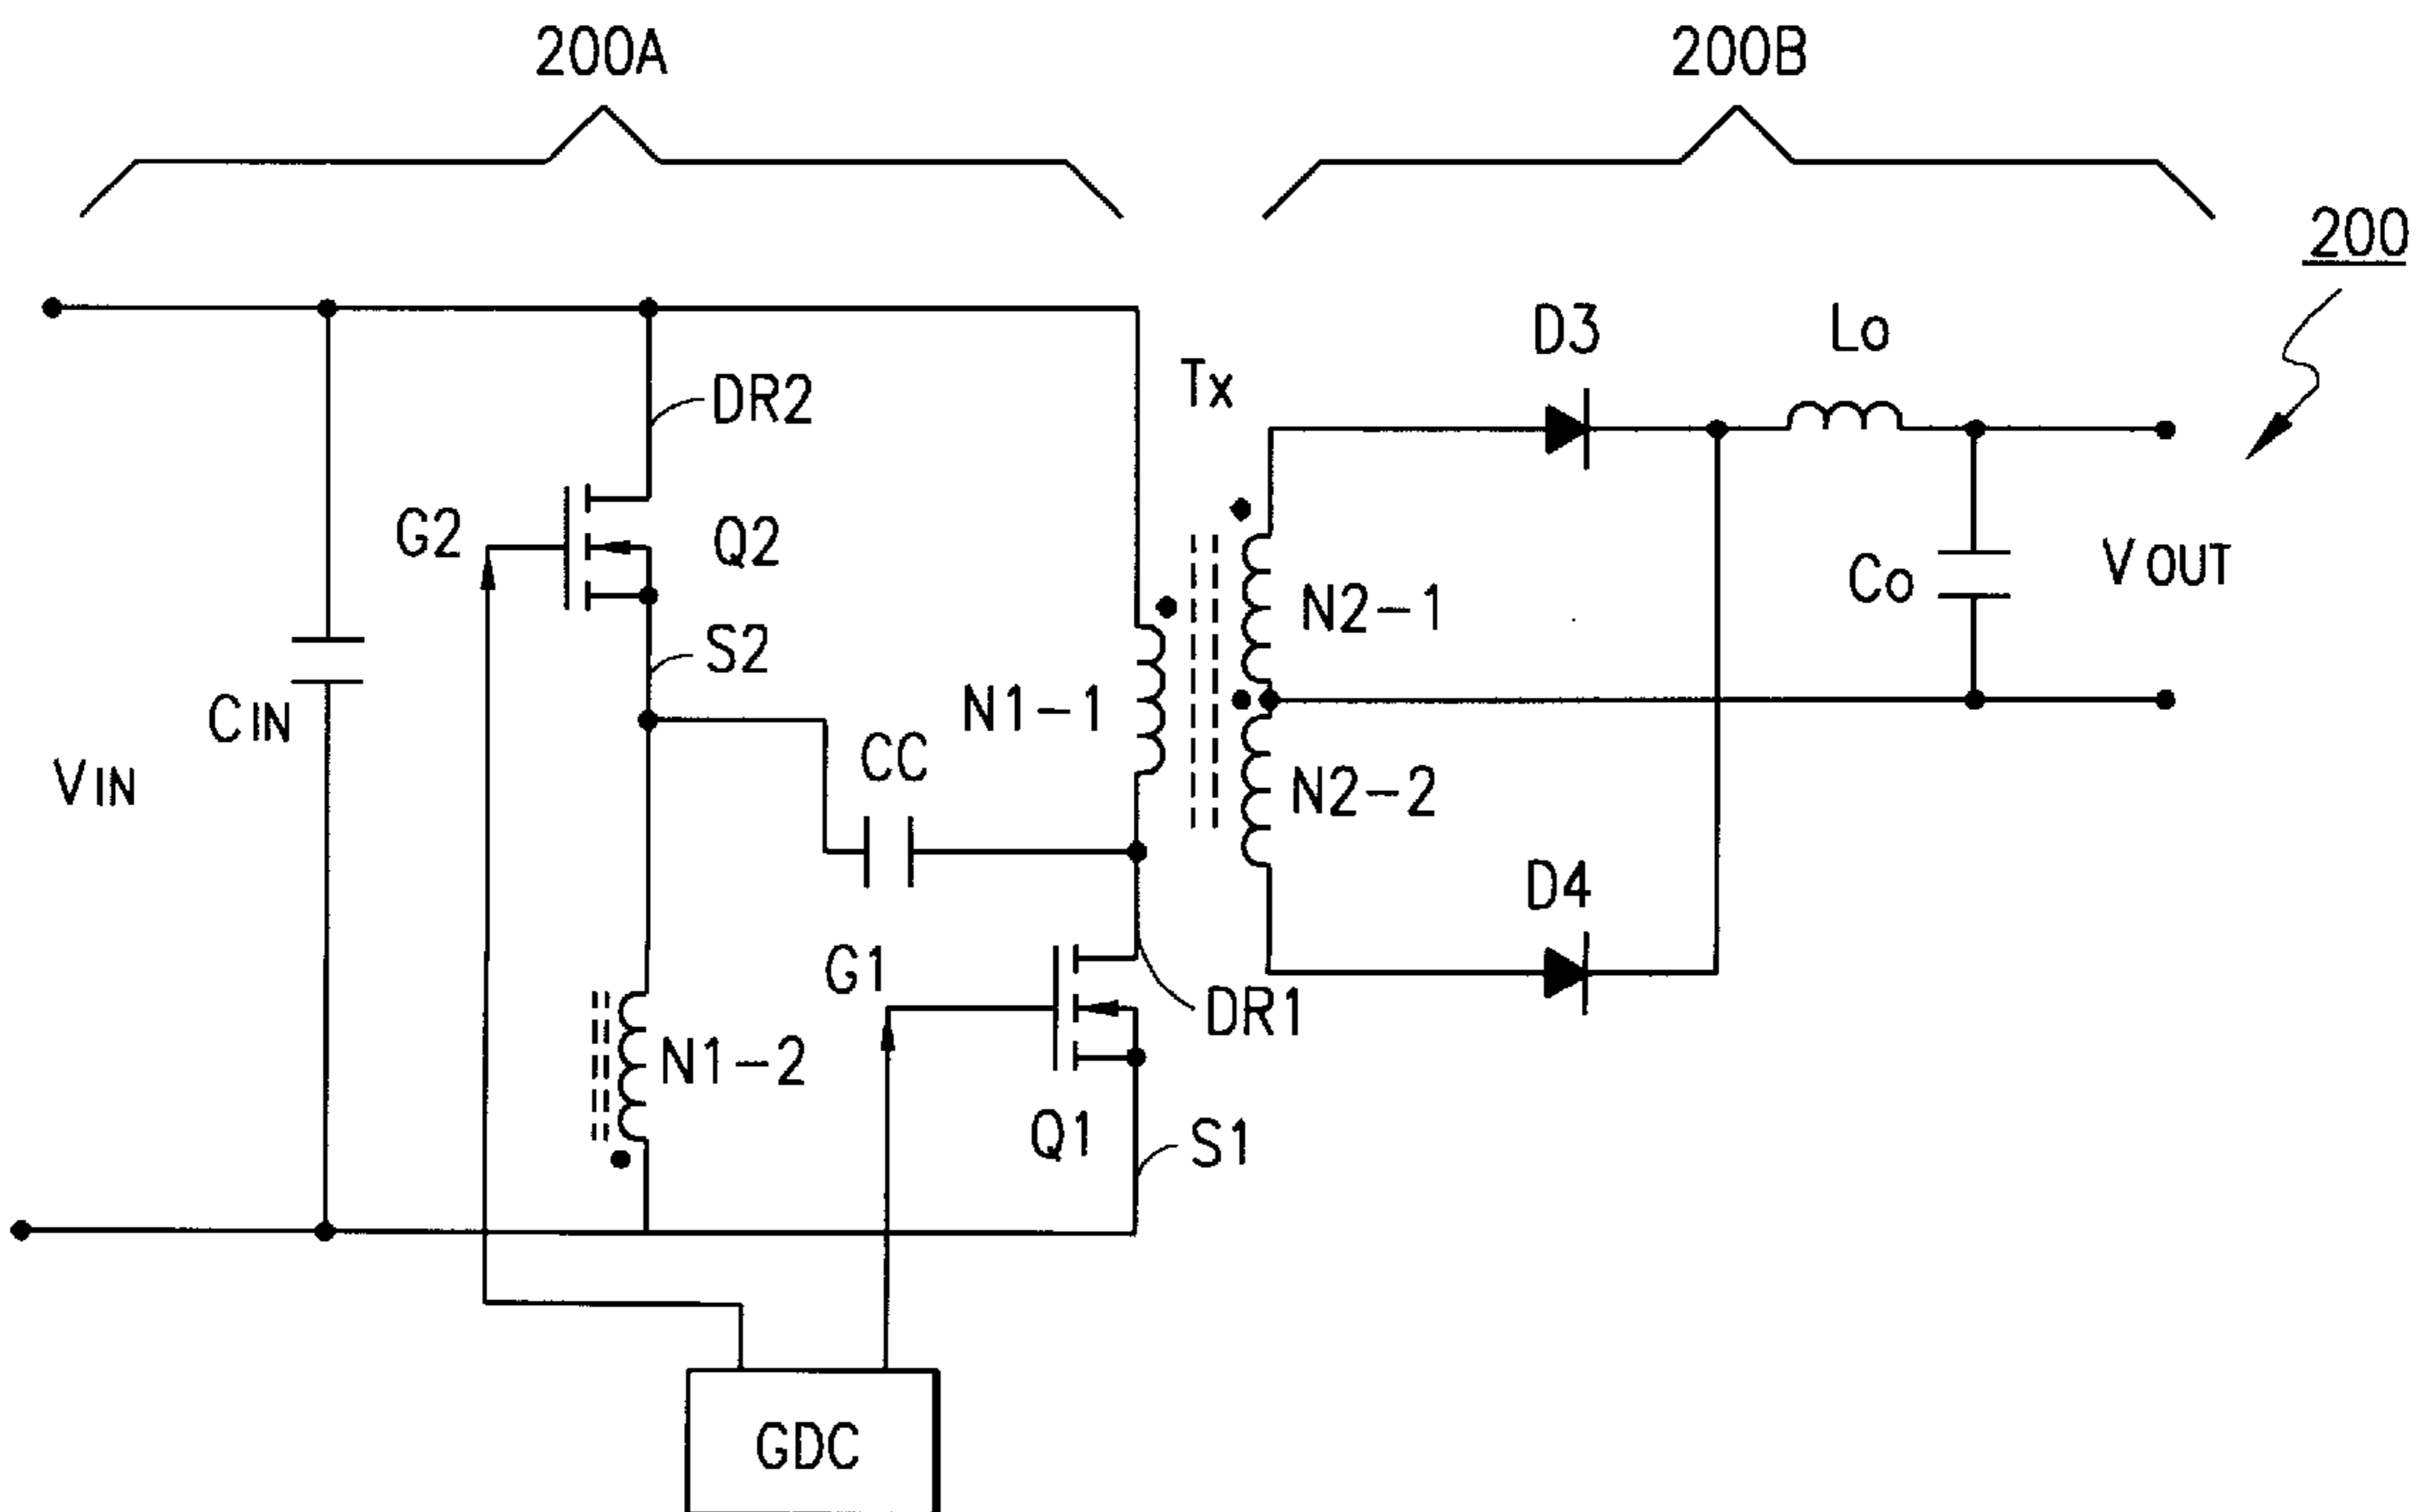 200A
200B
200
D3
Lo
Tx
DR2
G2
Q2
VOUT
Co
N2-1
S2
CIN
N1-1
CC
VIN
N2-2
D4
G1
DR1
N1-2
Q1
S1
GDC